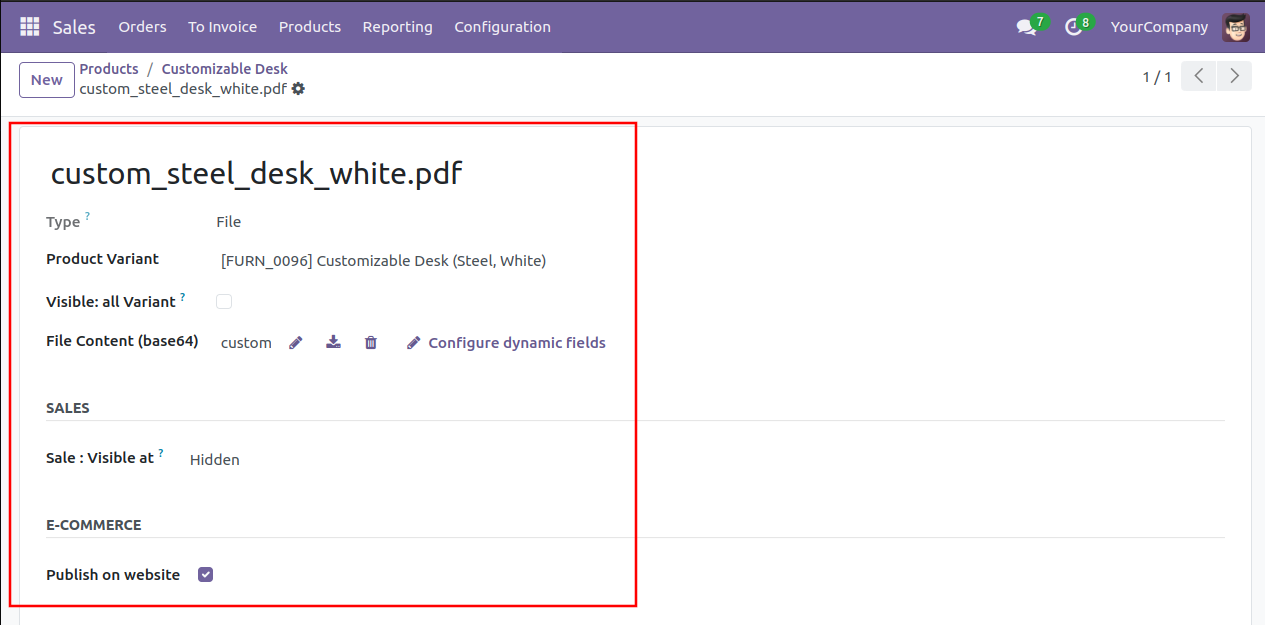 Sales Orders To Invoice Products Reporting Configuration 7 8 YourCompany
New Products / Customizable Desk
custom_steel_desk_white.pdf 1 / 1
custom_steel_desk_white.pdf
Type ? File
Product Variant [FURN_0096] Customizable Desk (Steel, White)
Visible: all Variant ?
File Content (base64) custom Configure dynamic fields
SALES
Sale : Visible at ? Hidden
E-COMMERCE
Publish on website